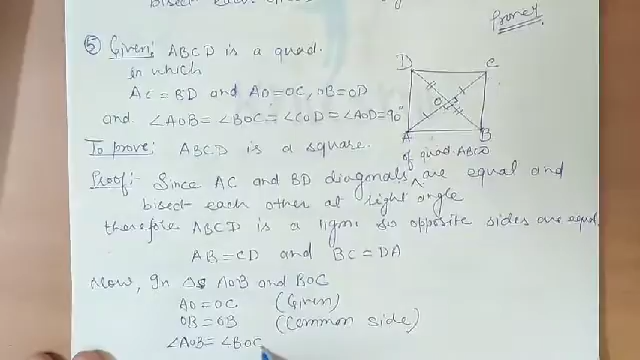 Proved
⑤ Given: ABCD is a quad.
in which
AC = BD and AO = OC, OB = OD
and ∠AOB = ∠BOC = ∠COD = ∠AOD = 90°
D C
O
A B
To prove: ABCD is a square.
of quad. ABCD
Proof: Since AC and BD diagonals ^ are equal and
bisect each other at right angle
therefore ABCD is a llgm. so opposite sides are equal.
AB = CD and BC = DA
Now, In Δs AOB and BOC
AO = OC (Given)
OB = OB (Common side)
∠AOB = ∠BOC